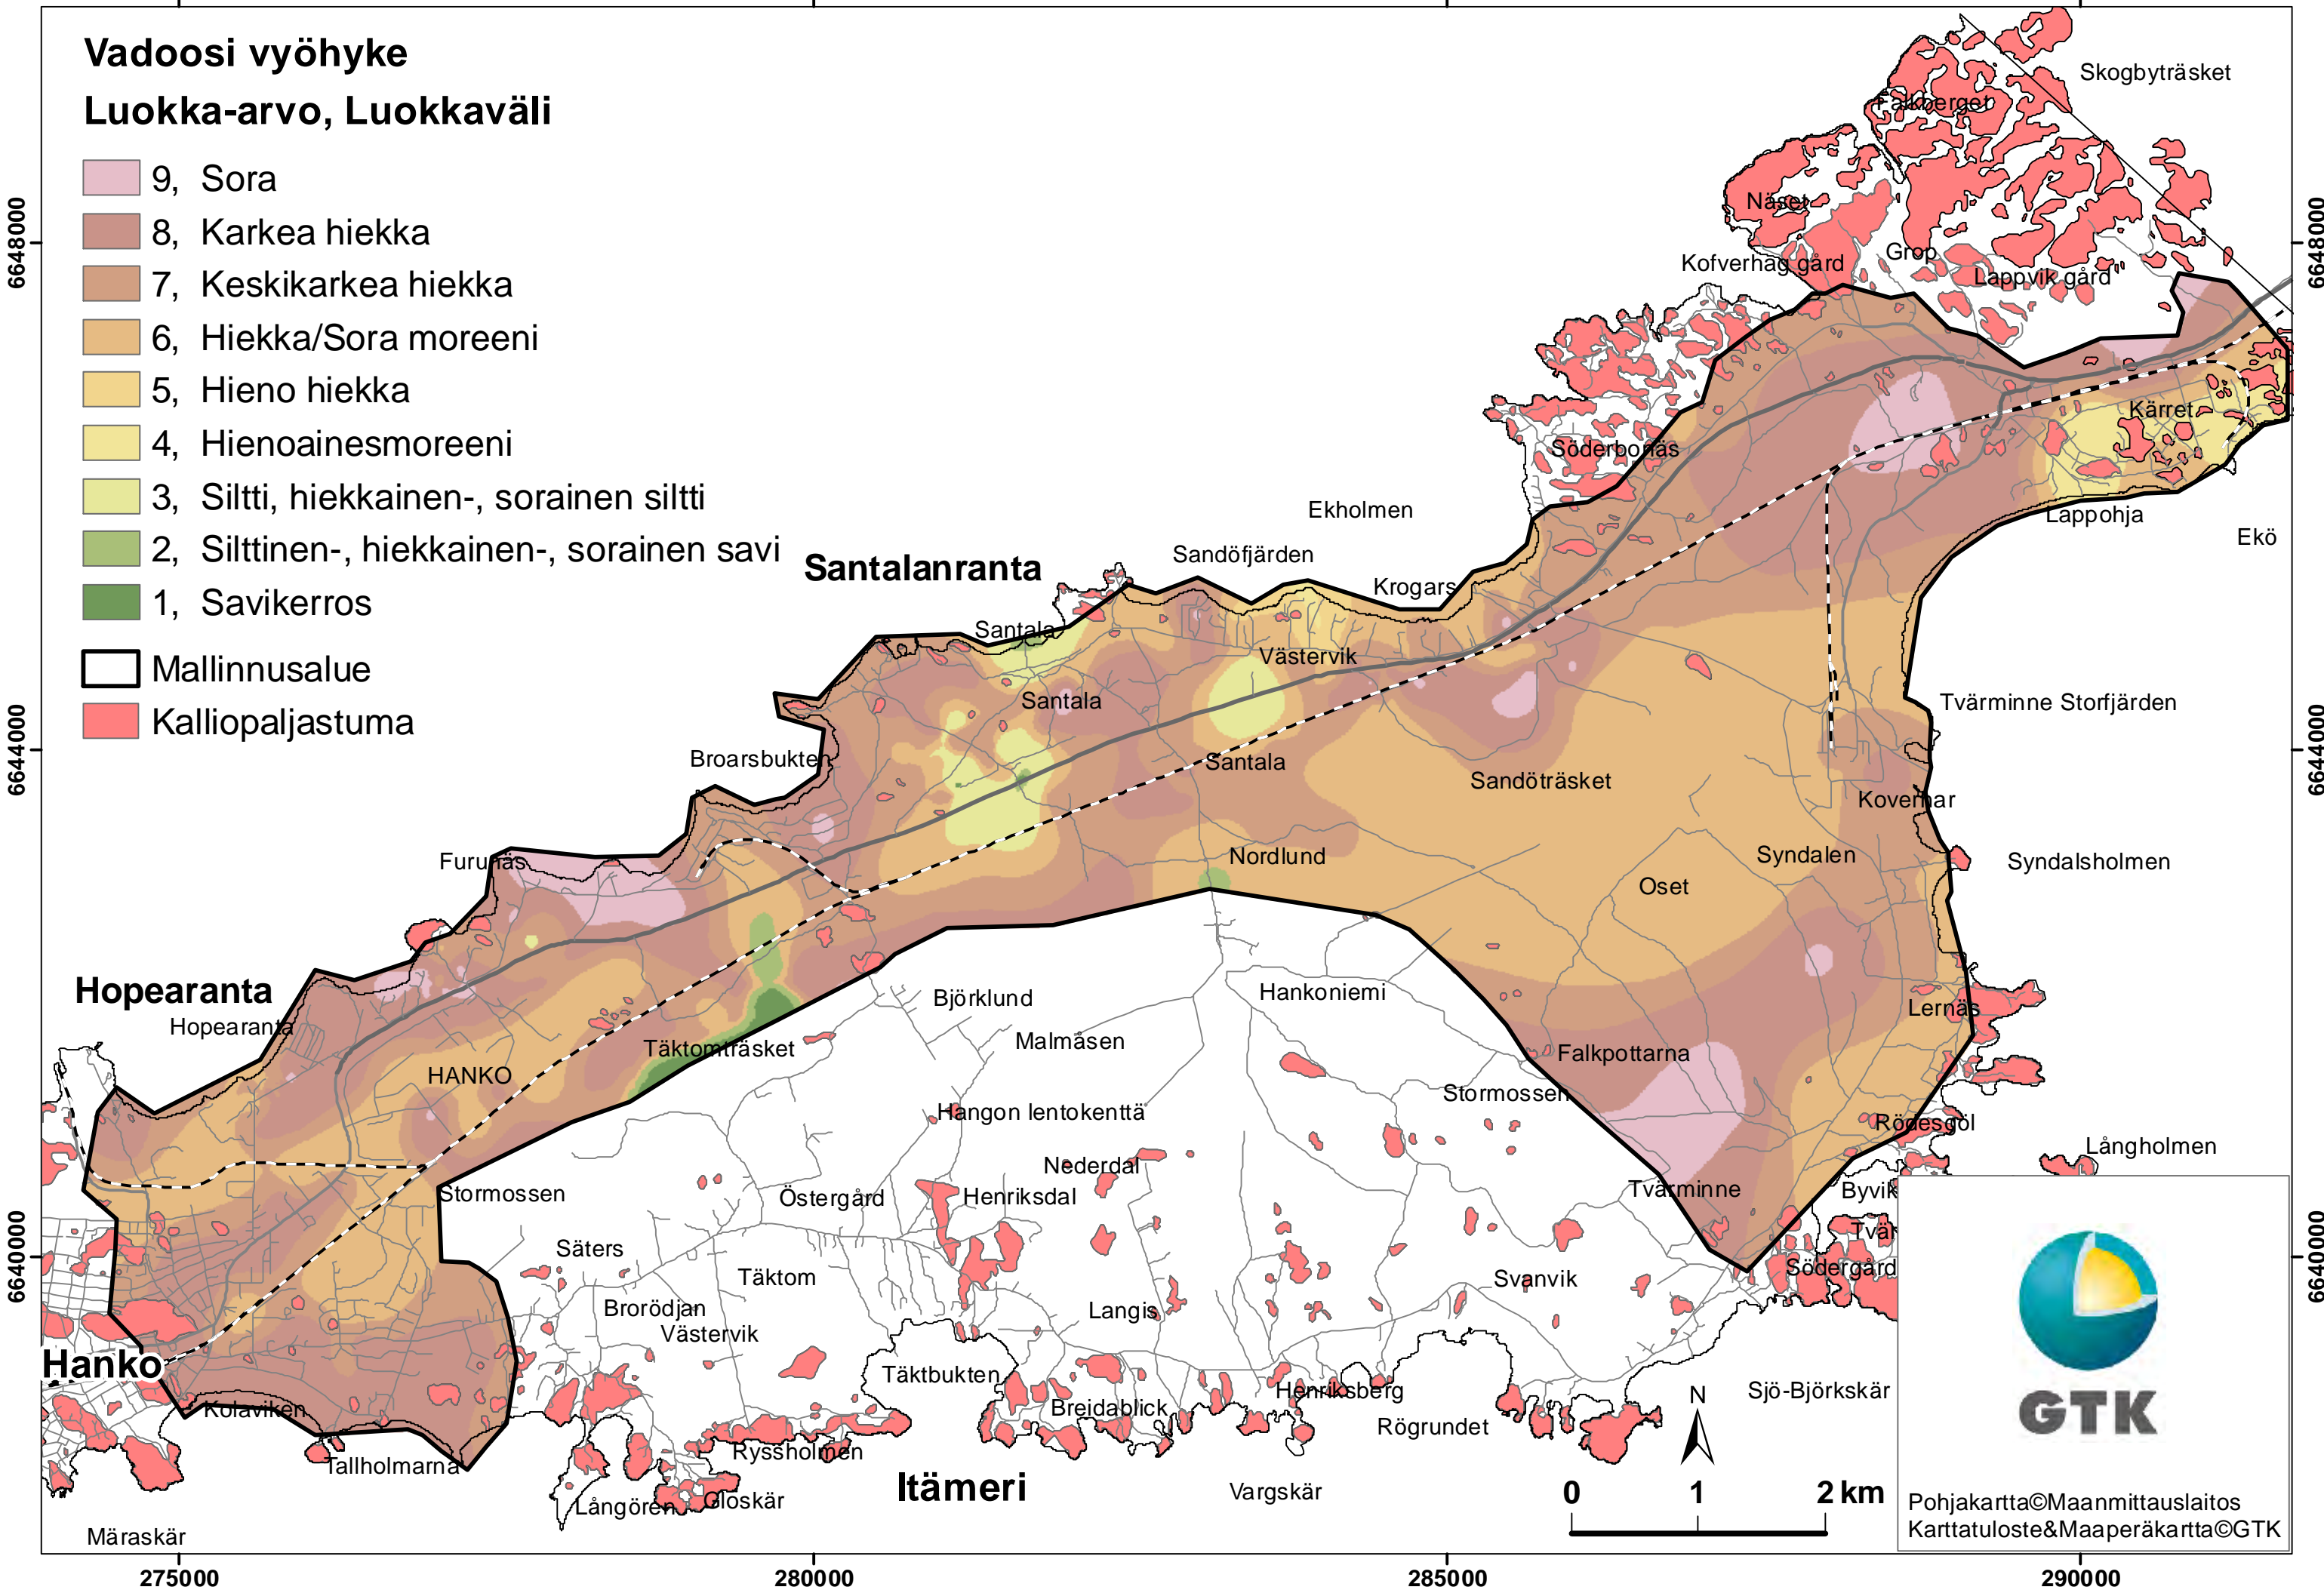 Vadoosi vyöhyke
Luokka-arvo, Luokkaväli
9, Sora
8, Karkea hiekka
7, Keskikarkea hiekka
6, Hiekka/Sora moreeni
5, Hieno hiekka
4, Hienoainesmoreeni
3, Siltti, hiekkainen-, sorainen siltti
2, Silttinen-, hiekkainen-, sorainen savi
1, Savikerros
Mallinnusalue
Kalliopaljastuma
Skogbyträsket
Falkberget
Näset
Grop
Kofverhag gård
Lappvik gård
6648000
6648000
Kärret
Söderbonäs
Ekholmen
Lappohja
Ekö
Sandöfjärden
Santalanranta
Krogars
Santala
Västervik
Santala
Tvärminne Storfjärden
6644000
6644000
Broarsbukten
Santala
Sandöträsket
Koverhar
Furunäs
Nordlund
Syndalen
Syndalsholmen
Oset
Hopearanta
Hopearanta
Björklund
Hankoniemi
Lernäs
Malmåsen
Täktomträsket
Falkpottarna
HANKO
Stormossen
Hangon lentokenttä
Rödesjöl
Långholmen
Nederdal
Stormossen
Östergård
Henriksdal
Tvärminne
Byvik
Tvär
6640000
6640000
Säters
Täktom
Svanvik
Södergård
Brorödjan
Langis
Västervik
Hanko
Täktbukten
Henriksberg
Sjö-Björkskär
N
Kolaviken
Breidablick
Rögrundet
GTK
Ryssholmen
Tallholmarna
Itämeri
Vargskär
Långören
Gloskär
0 1 2 km
Pohjakartta©Maanmittauslaitos
Karttatuloste&Maaperäkartta©GTK
Märaskär
275000
280000
285000
290000